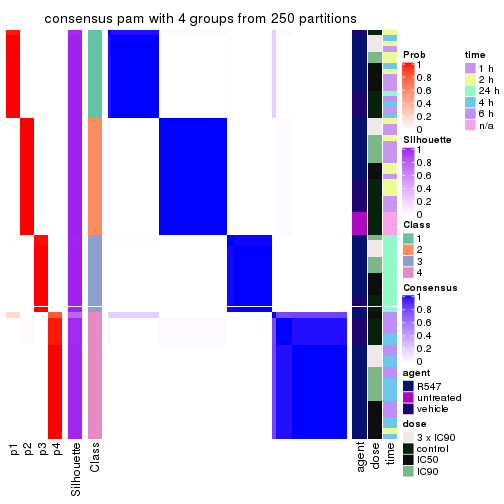 consensus pam with 4 groups from 250 partitions
Prob
1
0.8
0.6
0.4
0.2
0
time
1 h
2 h
24 h
4 h
6 h
n/a
Silhouette
1
0.8
0.6
0.4
0.2
0
Class
1
2
3
4
Consensus
1
0.8
0.6
0.4
0.2
0
agent
R547
untreated
vehicle
dose
3 x IC90
control
IC50
IC90
p1
p2
p3
p4
Silhouette
Class
agent
dose
time